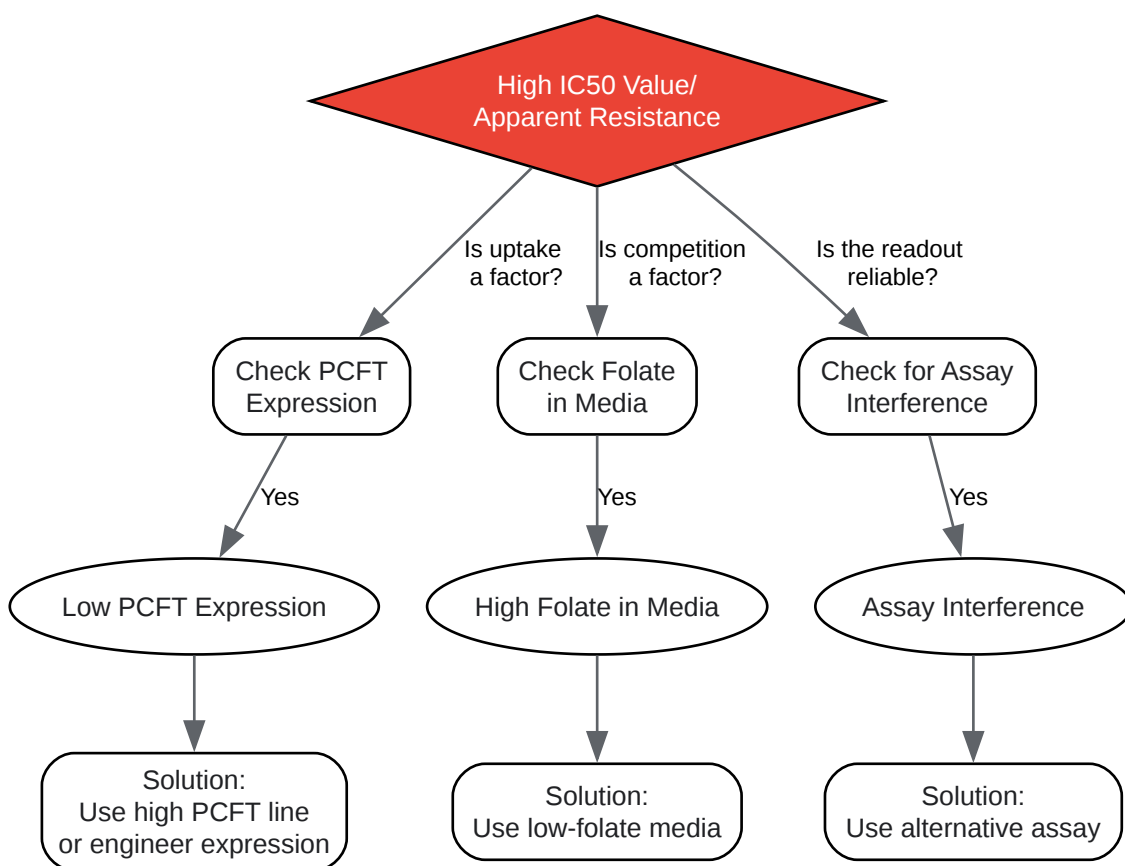 High IC50 Value/
Apparent Resistance
Is uptake
a factor?
Is competition
a factor?
Is the readout
reliable?
Check PCFT
Expression
Check Folate
in Media
Check for Assay
Interference
Yes
Yes
Yes
Low PCFT Expression
High Folate in Media
Assay Interference
Solution:
Use high PCFT line
or engineer expression
Solution:
Use low-folate media
Solution:
Use alternative assay